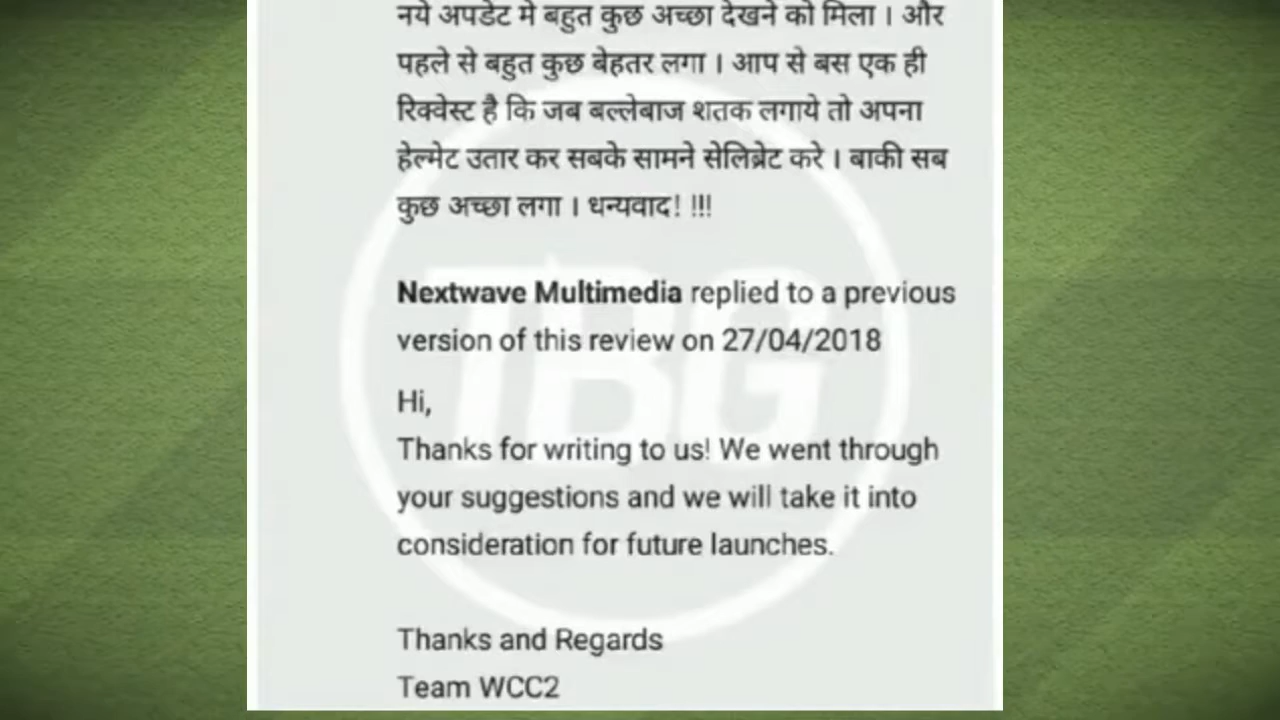 नये अपडेट मे बहुत कुछ अच्छा देखने को मिला । और
पहले से बहुत कुछ बेहतर लगा । आप से बस एक ही
रिक्वेस्ट है कि जब बल्लेबाज शतक लगाये तो अपना
हेल्मेट उतार कर सबके सामने सेलिब्रेट करे । बाकी सब
कुछ अच्छा लगा । धन्यवाद! !!!
Nextwave Multimedia replied to a previous
version of this review on 27/04/2018
Hi,
Thanks for writing to us! We went through
your suggestions and we will take it into
consideration for future launches.
Thanks and Regards
Team WCC2
TBG